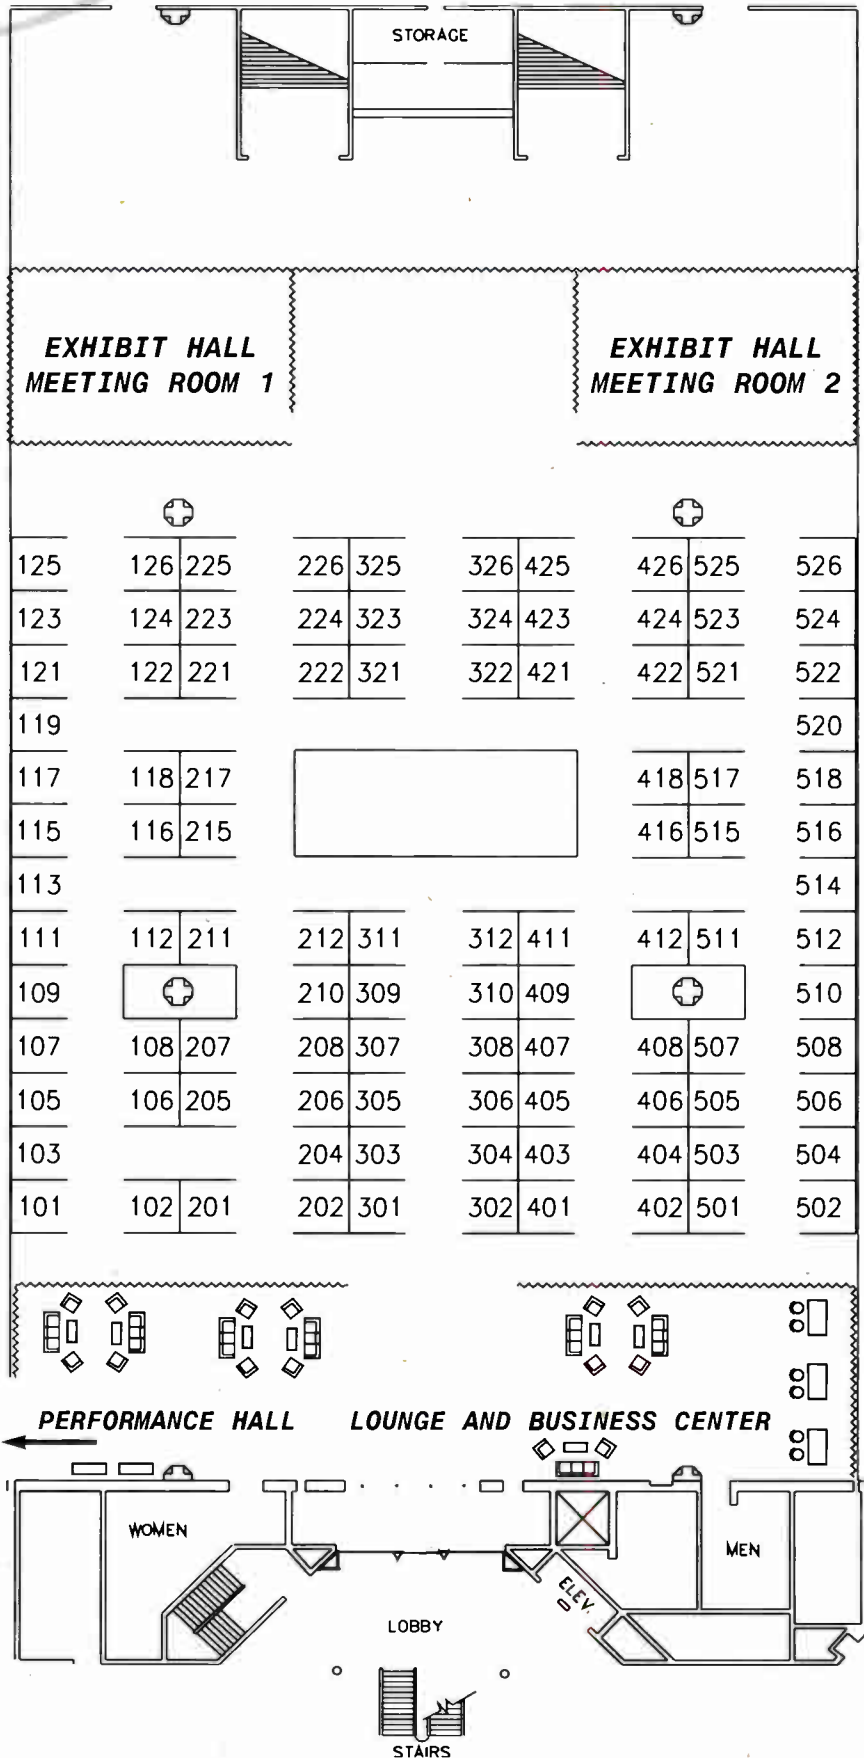 STORAGE
EXHIBIT HALL
MEETING ROOM 1
EXHIBIT HALL
MEETING ROOM 2
125 126 225 226 325 326 425 426 525 526
123 124 223 224 323 324 423 424 523 524
121 122 221 222 321 322 421 422 521 522
119 520
117 118 217 418 517 518
115 116 215 416 515 516
113 514
111 112 211 212 311 312 411 412 511 512
109 210 309 310 409 510
107 108 207 208 307 308 407 408 507 508
105 106 205 206 305 306 405 406 505 506
103 204 303 304 403 404 503 504
101 102 201 202 301 302 401 402 501 502
PERFORMANCE HALL LOUNGE AND BUSINESS CENTER
WOMEN
MEN
ELEV.
LOBBY
STAIRS